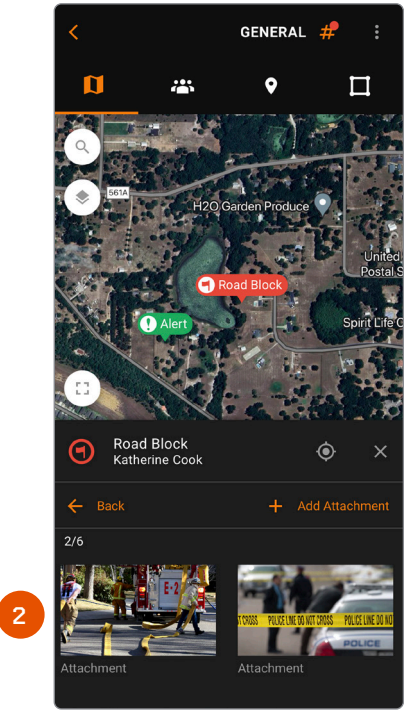 GENERAL #
561A
H2O Garden Produce
United
Postal S
Road Block
Alert
Spirit Life C
Road Block
Katherine Cook
Back
+ Add Attachment
2/6
2
E-2
T CROSS POLICE LINE DO NOT CROSS POLICE LINE DO NO
POLICE
Attachment
Attachment